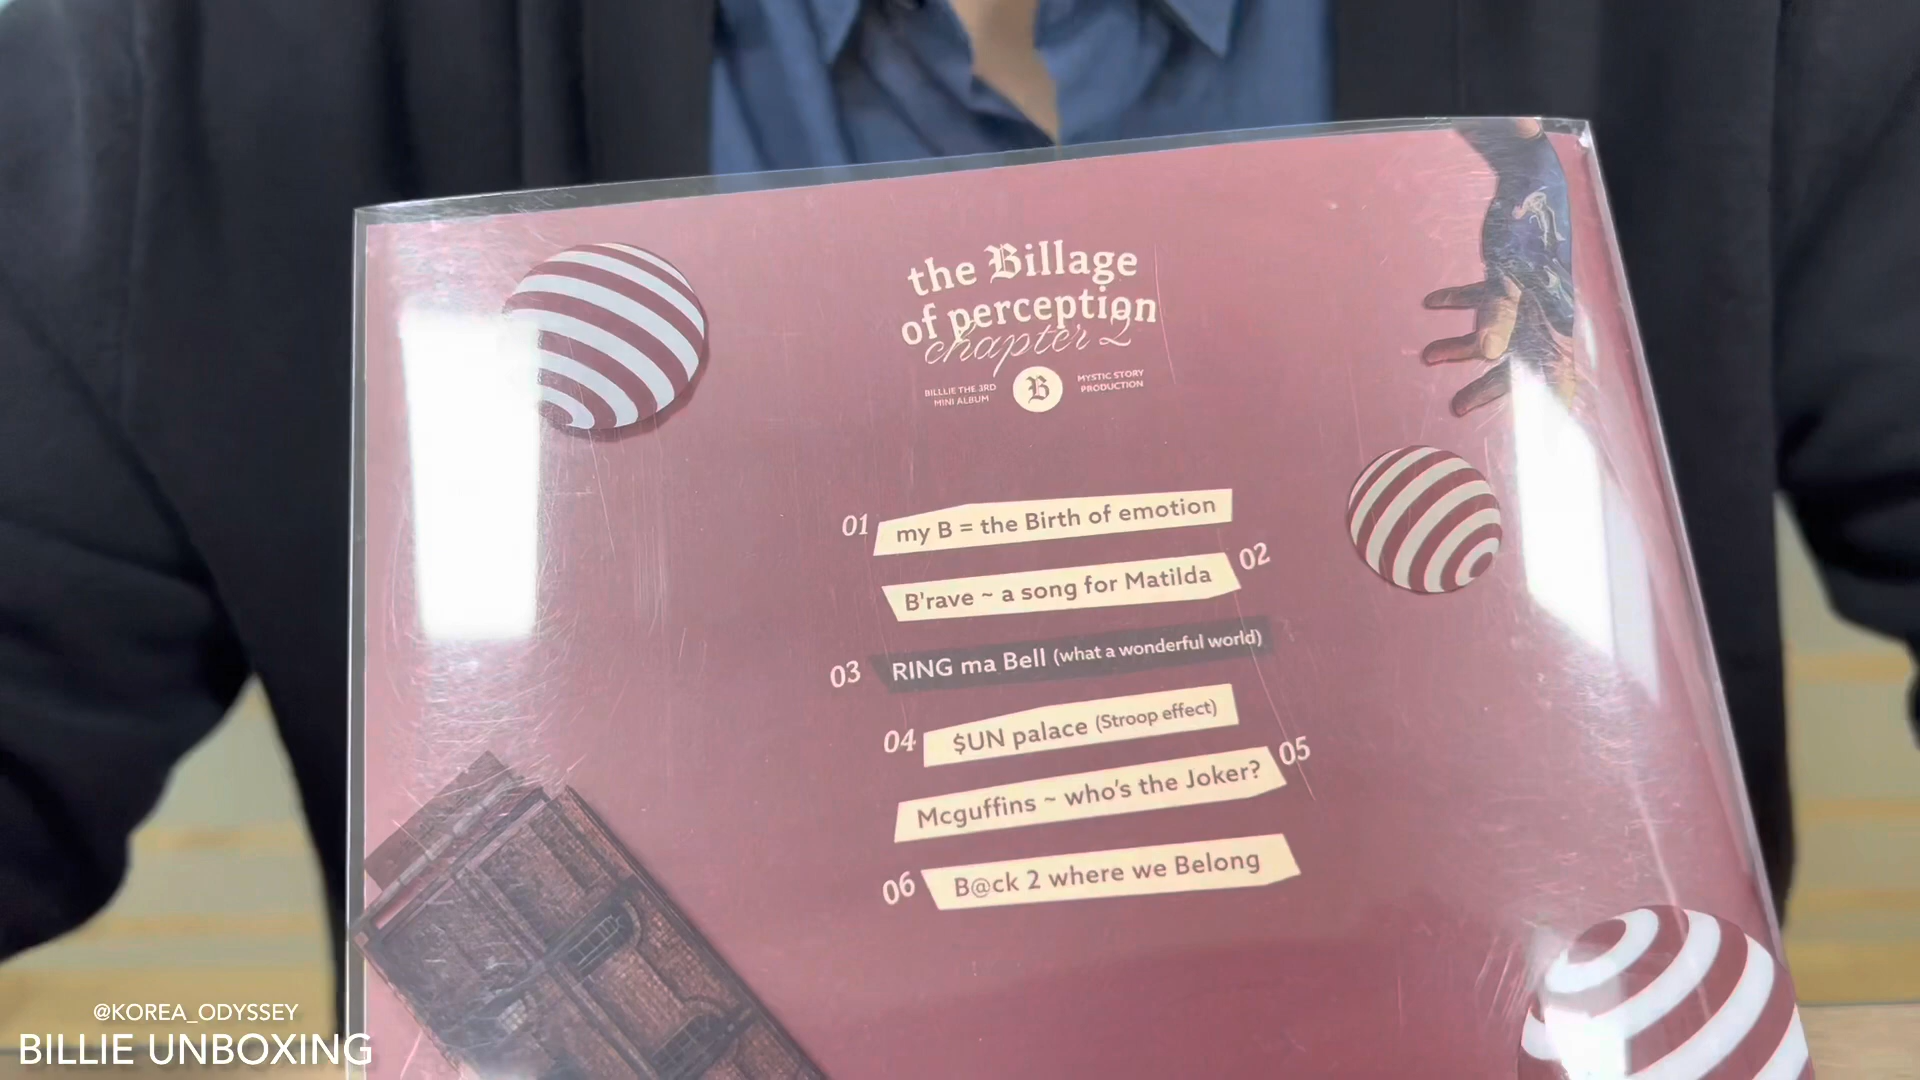 the Billage
of perception
chapter 2
BILLLIE THE 3RD
MINI ALBUM
B
MYSTIC STORY
PRODUCTION
01 my B = the Birth of emotion
B'rave ~ a song for Matilda 02
03 RING ma Bell (what a wonderful world)
04 $UN palace (Stroop effect)
Mcguffins ~ who's the Joker? 05
06 B@ck 2 where we Belong
@KOREA_ODYSSEY
BILLIE UNBOXING